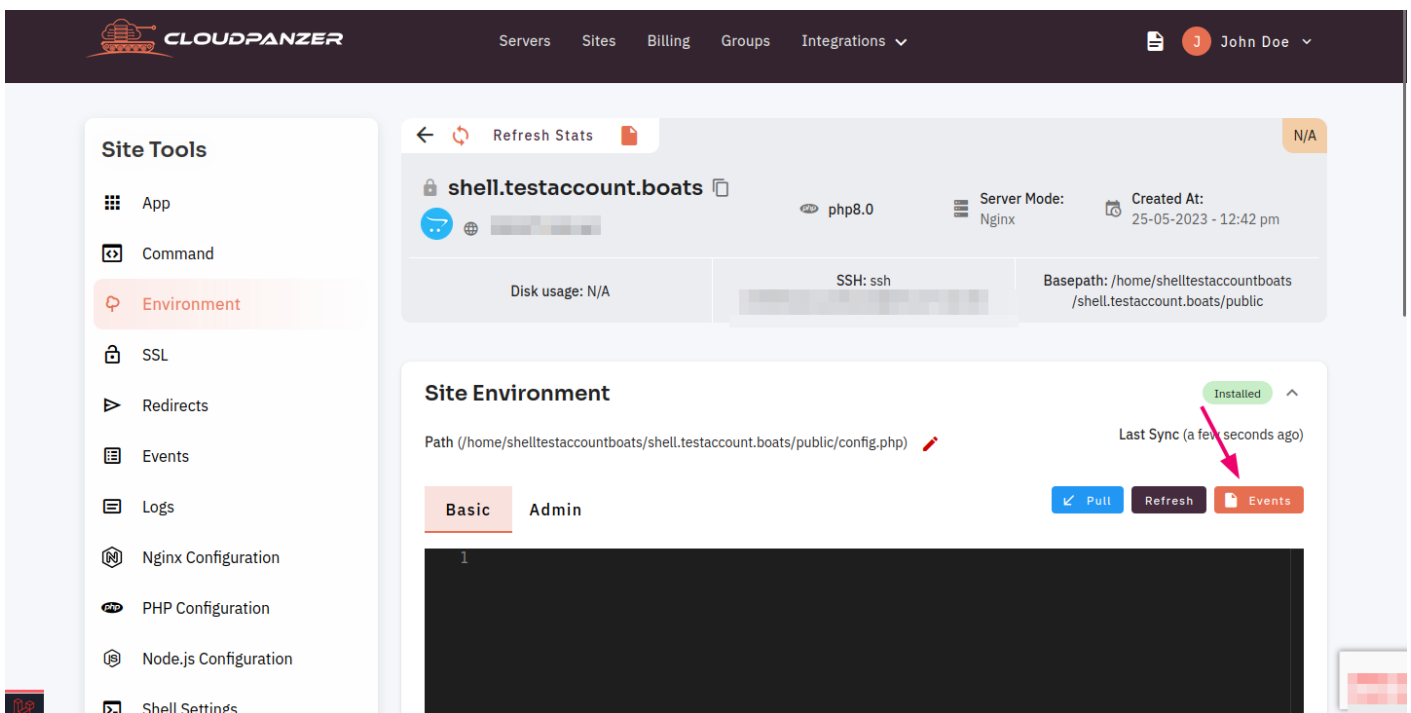 CLOUDPANZER
Servers Sites Billing Groups Integrations
J John Doe
Site Tools
App
Command
Environment
SSL
Redirects
Events
Logs
Nginx Configuration
PHP Configuration
Node.js Configuration
Shell Settings
Refresh Stats
N/A
shell.testaccount.boats
php php8.0
Server Mode:
Nginx
Created At:
25-05-2023 - 12:42 pm
Disk usage: N/A
SSH: ssh
Basepath: /home/shelltestaccountboats
/shell.testaccount.boats/public
Site Environment
Installed
Path (/home/shelltestaccountboats/shell.testaccount.boats/public/config.php)
Last Sync (a few seconds ago)
Basic Admin
Pull Refresh Events
1